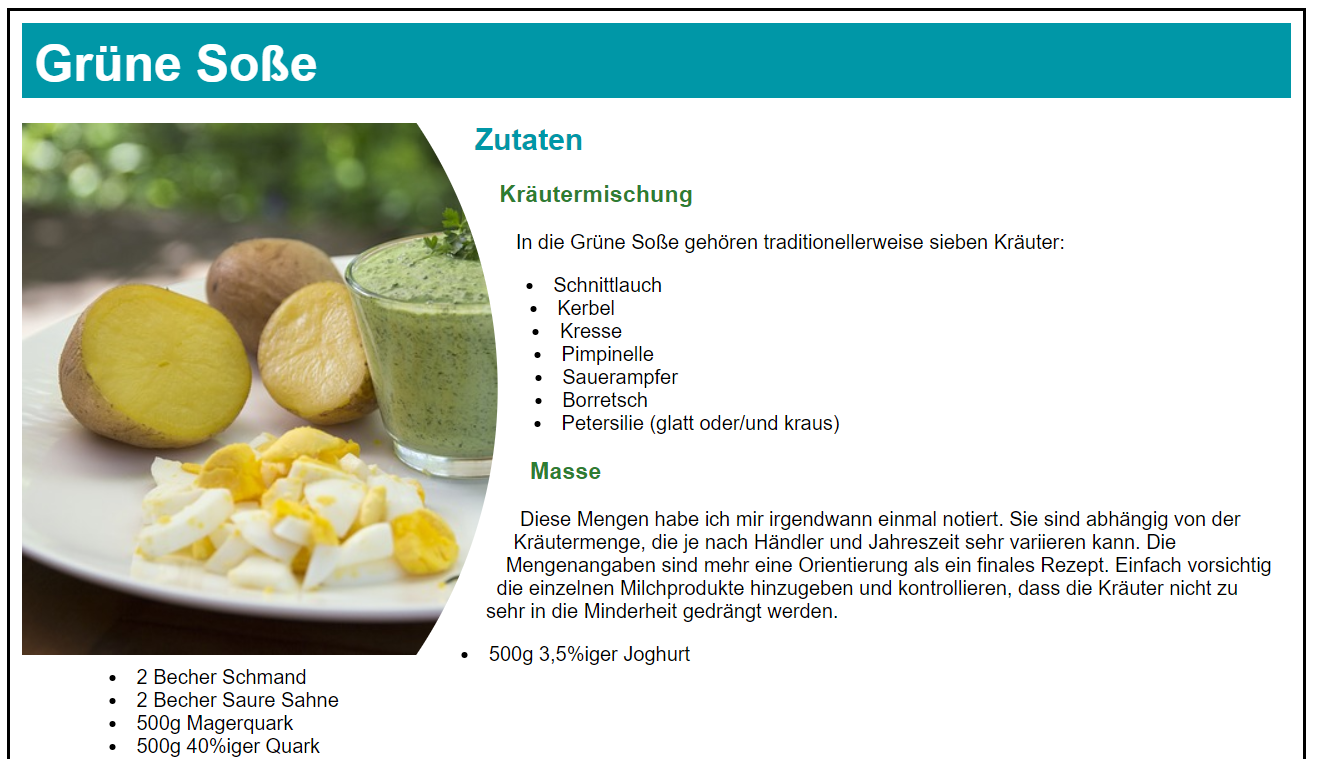 Grüne Soße
Zutaten
Kräutermischung
In die Grüne Soße gehören traditionellerweise sieben Kräuter:
• Schnittlauch
• Kerbel
• Kresse
• Pimpinelle
• Sauerampfer
• Borretsch
• Petersilie (glatt oder/und kraus)
Masse
Diese Mengen habe ich mir irgendwann einmal notiert. Sie sind abhängig von der
Kräutermenge, die je nach Händler und Jahreszeit sehr variieren kann. Die
Mengenangaben sind mehr eine Orientierung als ein finales Rezept. Einfach vorsichtig
die einzelnen Milchprodukte hinzugeben und kontrollieren, dass die Kräuter nicht zu
sehr in die Minderheit gedrängt werden.
• 500g 3,5%iger Joghurt
• 2 Becher Schmand
• 2 Becher Saure Sahne
• 500g Magerquark
• 500g 40%iger Quark